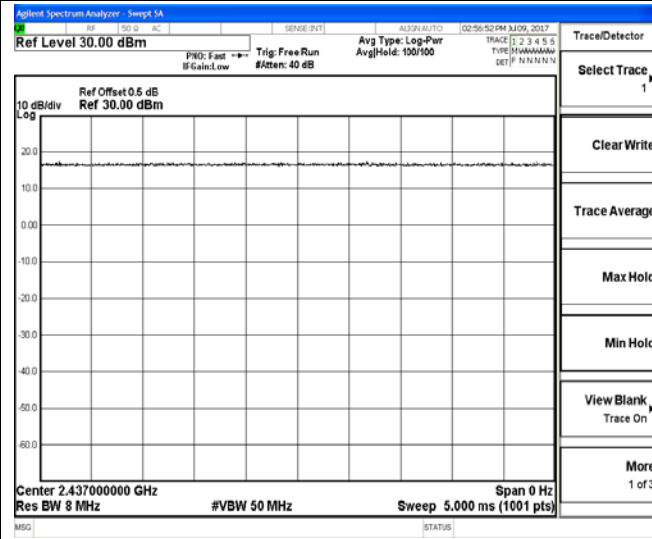 Agilent Spectrum Analyzer - Swept SA
RF 50 Ω AC SENSE:INT ALIGN AUTO 02:56:52 PM Jul 09, 2017
Ref Level 30.00 dBm
PNO: Fast
IFGain:Low
Trig: Free Run
#Atten: 40 dB
Avg Type: Log-Pwr
Avg|Hold: 100/100
TRACE 1 2 3 4 5 6
TYPE MWWWWW
DET P N N N N N
Ref Offset 0.5 dB
10 dB/div Ref 30.00 dBm
Log
20.0
10.0
0.00
-10.0
-20.0
-30.0
-40.0
-50.0
-60.0
Center 2.437000000 GHz Span 0 Hz
Res BW 8 MHz #VBW 50 MHz Sweep 5.000 ms (1001 pts)
MSG STATUS
Trace/Detector
Select Trace
1
Clear Write
Trace Average
Max Hold
Min Hold
View Blank
Trace On
More
1 of 3